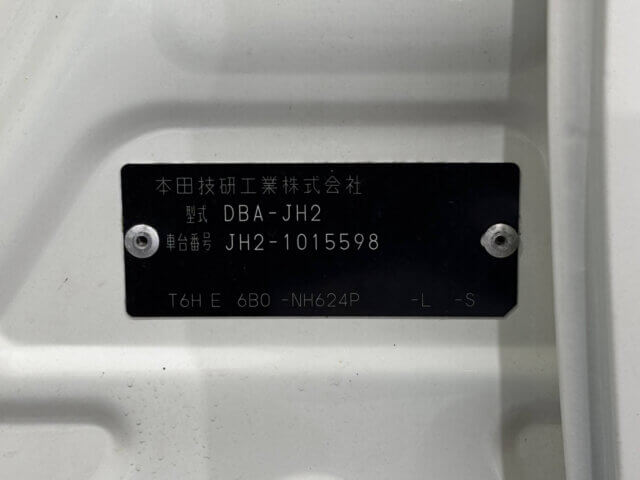 本田技研工業株式会社
型式 DBA-JH2
車台番号 JH2-1015598
T6H E 6B0 -NH624P -L -S